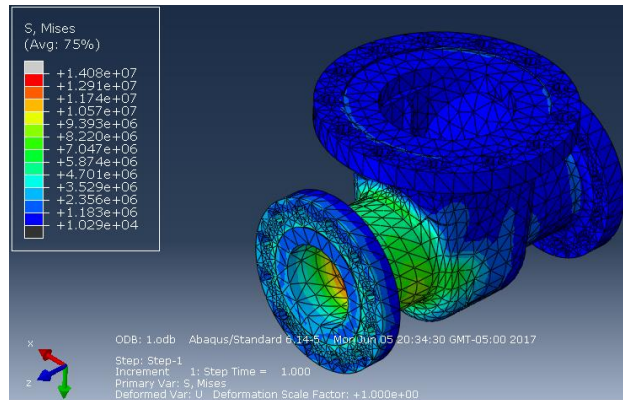 S, Mises
(Avg: 75%)
+1.408e+07
+1.291e+07
+1.174e+07
+1.057e+07
+9.393e+06
+8.220e+06
+7.047e+06
+5.874e+06
+4.701e+06
+3.529e+06
+2.356e+06
+1.183e+06
+1.029e+04
ODB: 1.odb Abaqus/Standard 6.14-5 Mon Jun 05 20:34:30 GMT-05:00 2017
x
z
Step: Step-1
Increment 1: Step Time = 1.000
Primary Var: S, Mises
Deformed Var: U Deformation Scale Factor: +1.000e+00